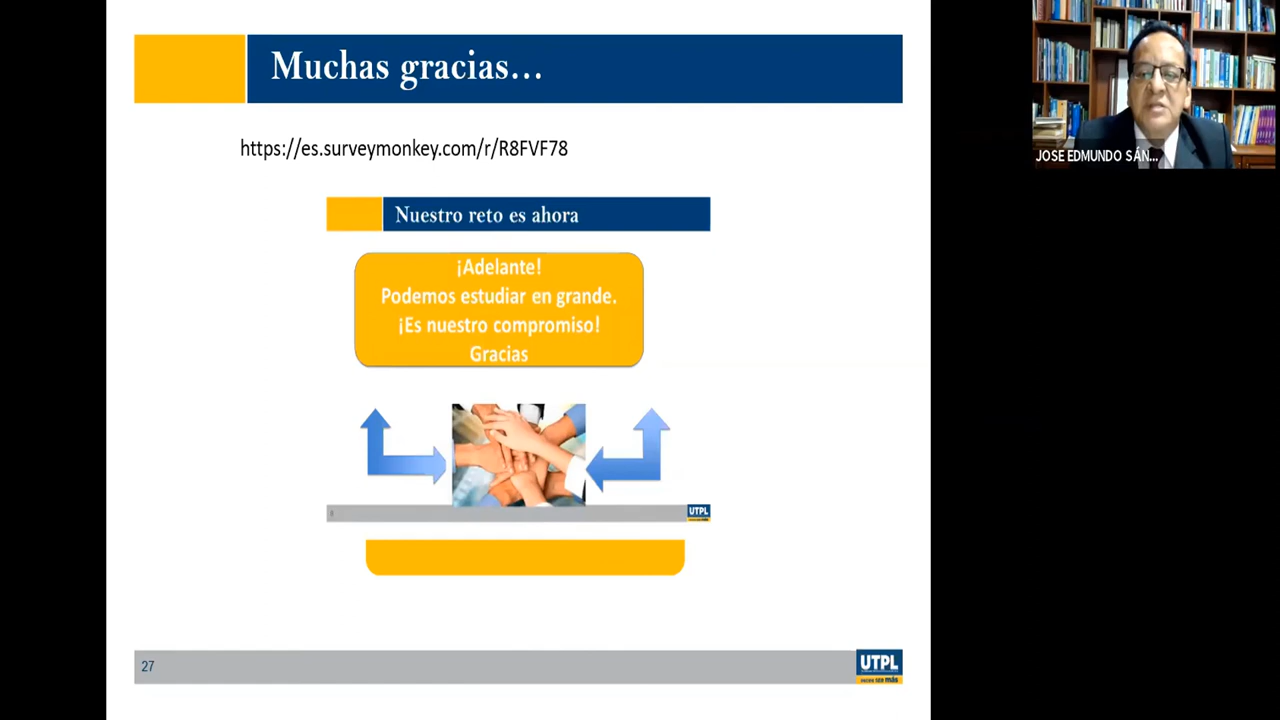 Muchas gracias...
https://es.surveymonkey.com/r/R8FVF78
JOSE EDMUNDO SÁN...
Nuestro reto es ahora
¡Adelante!
Podemos estudiar en grande.
¡Es nuestro compromiso!
Gracias
UTPL
27
UTPL